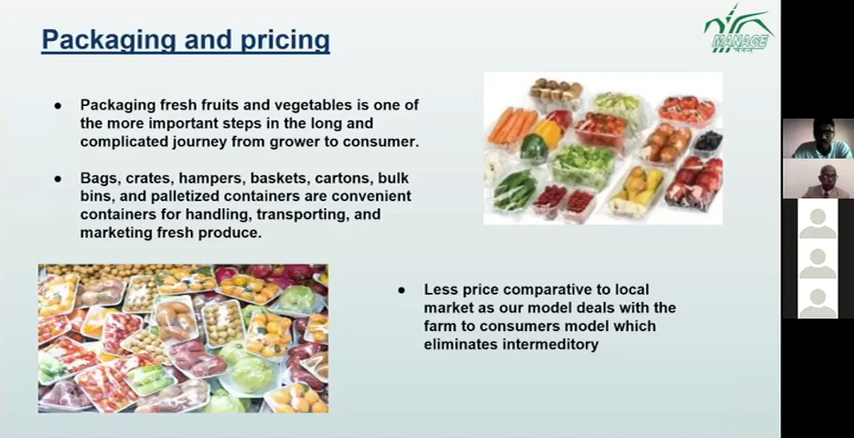 Packaging and pricing
MANAGE
मैनेज
● Packaging fresh fruits and vegetables is one of
the more important steps in the long and
complicated journey from grower to consumer.
● Bags, crates, hampers, baskets, cartons, bulk
bins, and palletized containers are convenient
containers for handling, transporting, and
marketing fresh produce.
● Less price comparative to local
market as our model deals with the
farm to consumers model which
eliminates intermeditory